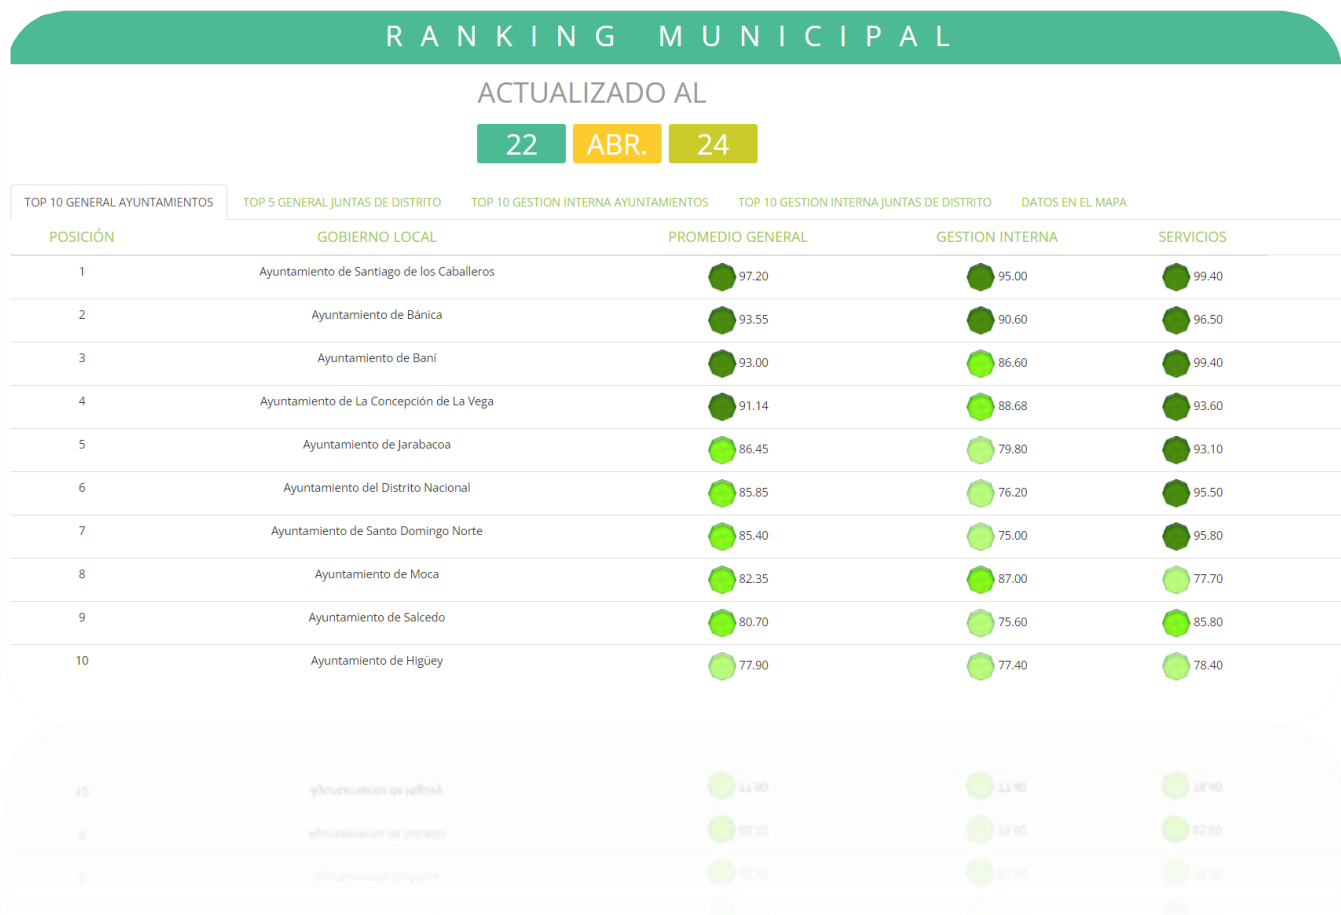 RANKING MUNICIPAL
ACTUALIZADO AL
22 ABR. 24
TOP 10 GENERAL AYUNTAMIENTOS TOP 5 GENERAL JUNTAS DE DISTRITO TOP 10 GESTION INTERNA AYUNTAMIENTOS TOP 10 GESTION INTERNA JUNTAS DE DISTRITO DATOS EN EL MAPA
POSICIÓN GOBIERNO LOCAL PROMEDIO GENERAL GESTION INTERNA SERVICIOS
1 Ayuntamiento de Santiago de los Caballeros 97.20 95.00 99.40
2 Ayuntamiento de Bánica 93.55 90.60 96.50
3 Ayuntamiento de Baní 93.00 86.60 99.40
4 Ayuntamiento de La Concepción de La Vega 91.14 88.68 93.60
5 Ayuntamiento de Jarabacoa 86.45 79.80 93.10
6 Ayuntamiento del Distrito Nacional 85.85 76.20 95.50
7 Ayuntamiento de Santo Domingo Norte 85.40 75.00 95.80
8 Ayuntamiento de Moca 82.35 87.00 77.70
9 Ayuntamiento de Salcedo 80.70 75.60 85.80
10 Ayuntamiento de Higüey 77.90 77.40 78.40